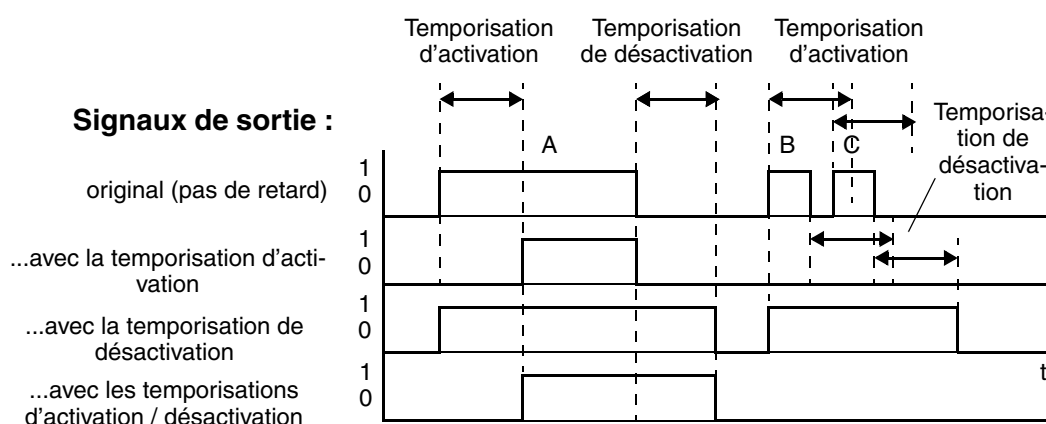 Temporisation
d’activation
Temporisation
de désactivation
Temporisation
d’activation
Signaux de sortie :
Temporisa-
tion de
désactiva-
tion
A
B
C
original (pas de retard)
1
0
...avec la temporisation d’acti-
vation
1
0
...avec la temporisation de
désactivation
1
0
...avec les temporisations
d’activation / désactivation
1
0
t